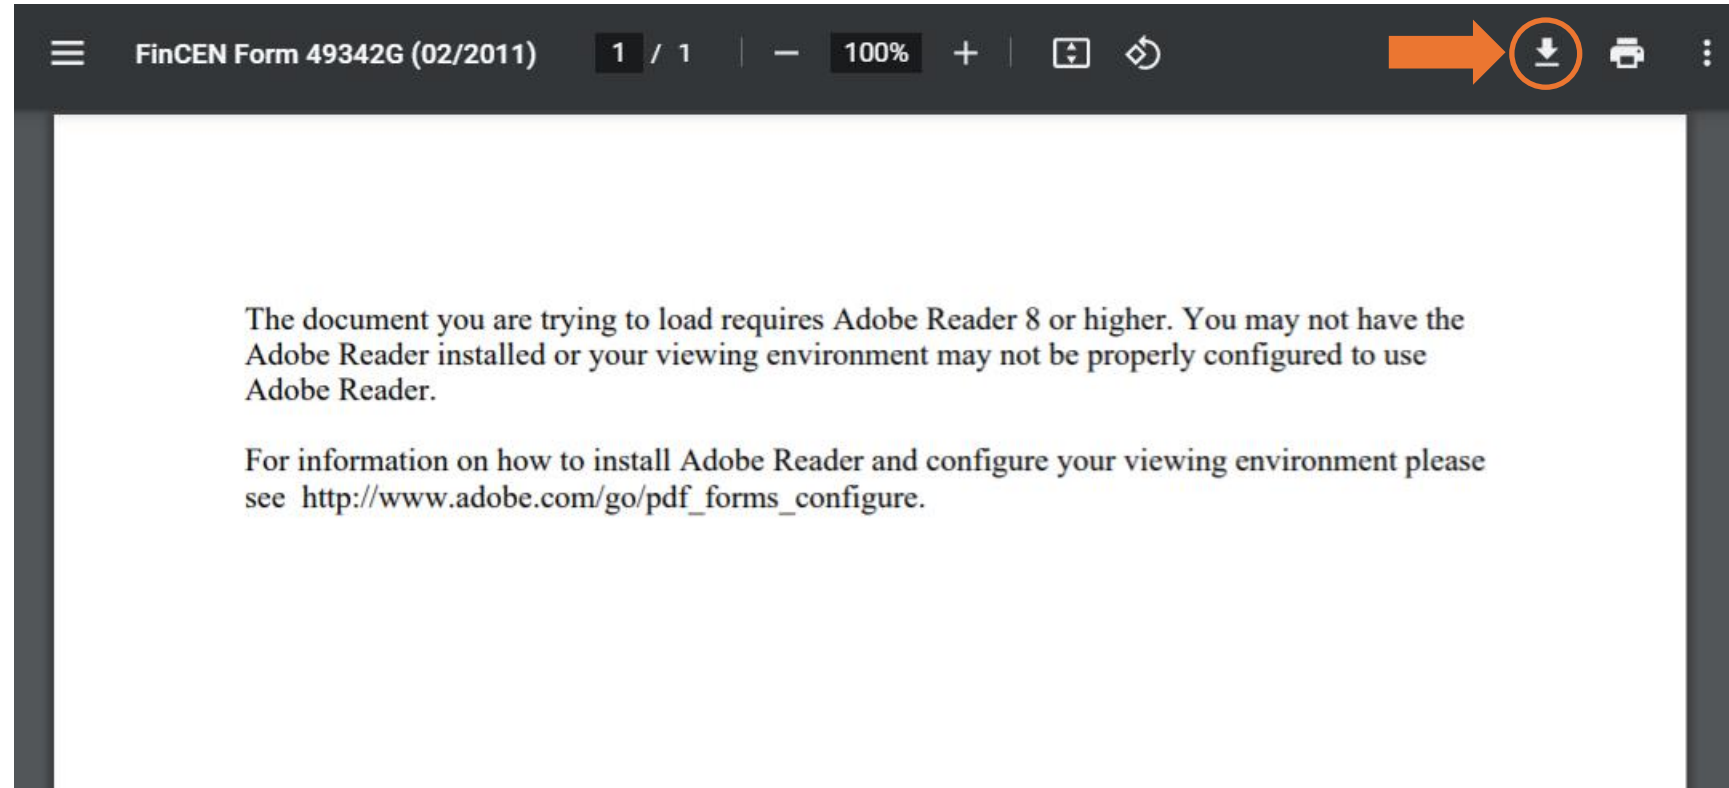 FinCEN Form 49342G (02/2011) 1 / 1 100%
The document you are trying to load requires Adobe Reader 8 or higher. You may not have the
Adobe Reader installed or your viewing environment may not be properly configured to use
Adobe Reader.
For information on how to install Adobe Reader and configure your viewing environment please
see http://www.adobe.com/go/pdf_forms_configure.